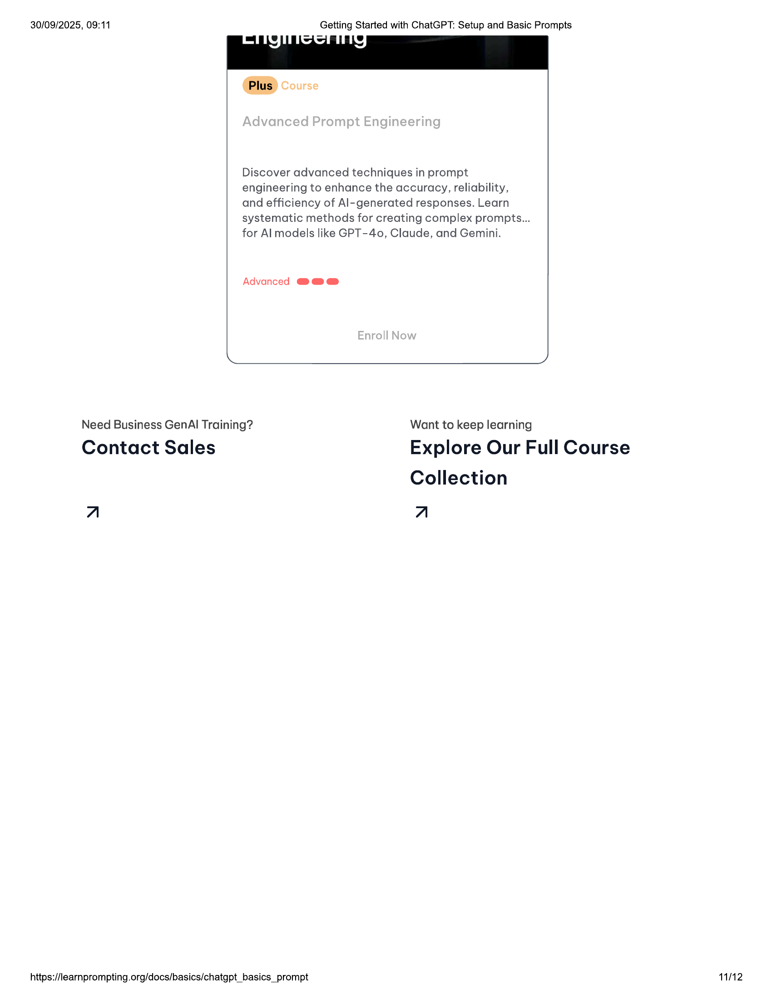 30/09/2025, 09:11
Getting Started with ChatGPT: Setup and Basic Prompts
Engineering
Plus Course
Advanced Prompt Engineering
Discover advanced techniques in prompt
engineering to enhance the accuracy, reliability,
and efficiency of AI-generated responses. Learn
systematic methods for creating complex prompts...
for AI models like GPT-4o, Claude, and Gemini.
Advanced
Enroll Now
Need Business GenAI Training?
Contact Sales
Want to keep learning
Explore Our Full Course
Collection
https://learnprompting.org/docs/basics/chatgpt_basics_prompt
11/12